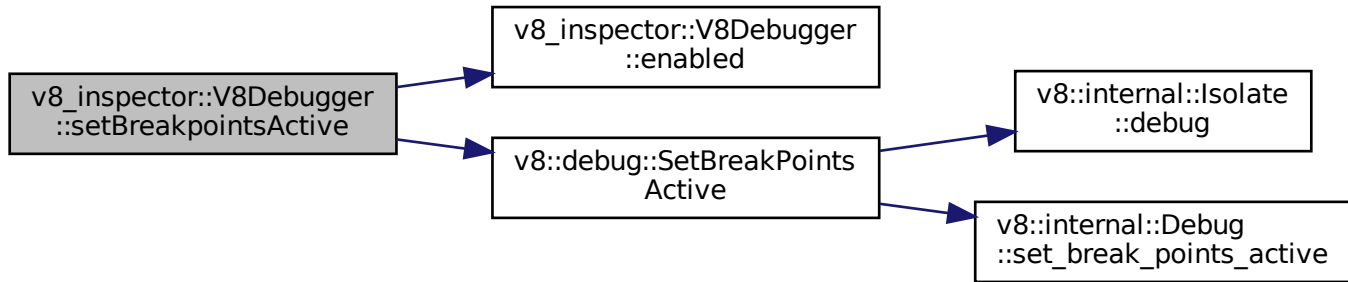 v8_inspector::V8Debugger
::setBreakpointsActive
v8_inspector::V8Debugger
::enabled
v8::debug::SetBreakPoints
Active
v8::internal::Isolate
::debug
v8::internal::Debug
::set_break_points_active